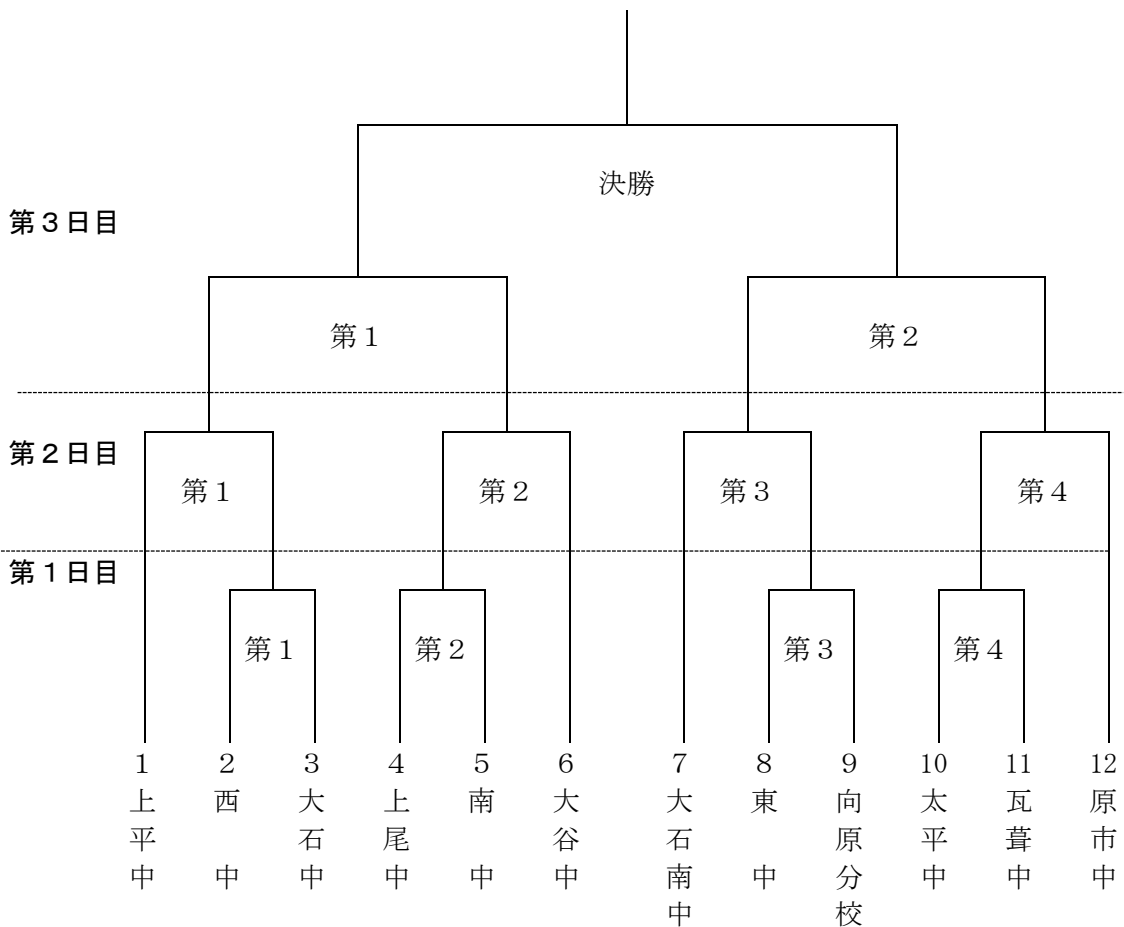 決勝
第３日目
第１
第２
第２日目
第１
第２
第３
第４
第１日目
第１
第２
第３
第４
1
上平中
2
西中
3
大石中
4
上尾中
5
南中
6
大谷中
7
大石南中
8
東中
9
向原分校
10
太平中
11
瓦葺中
12
原市中